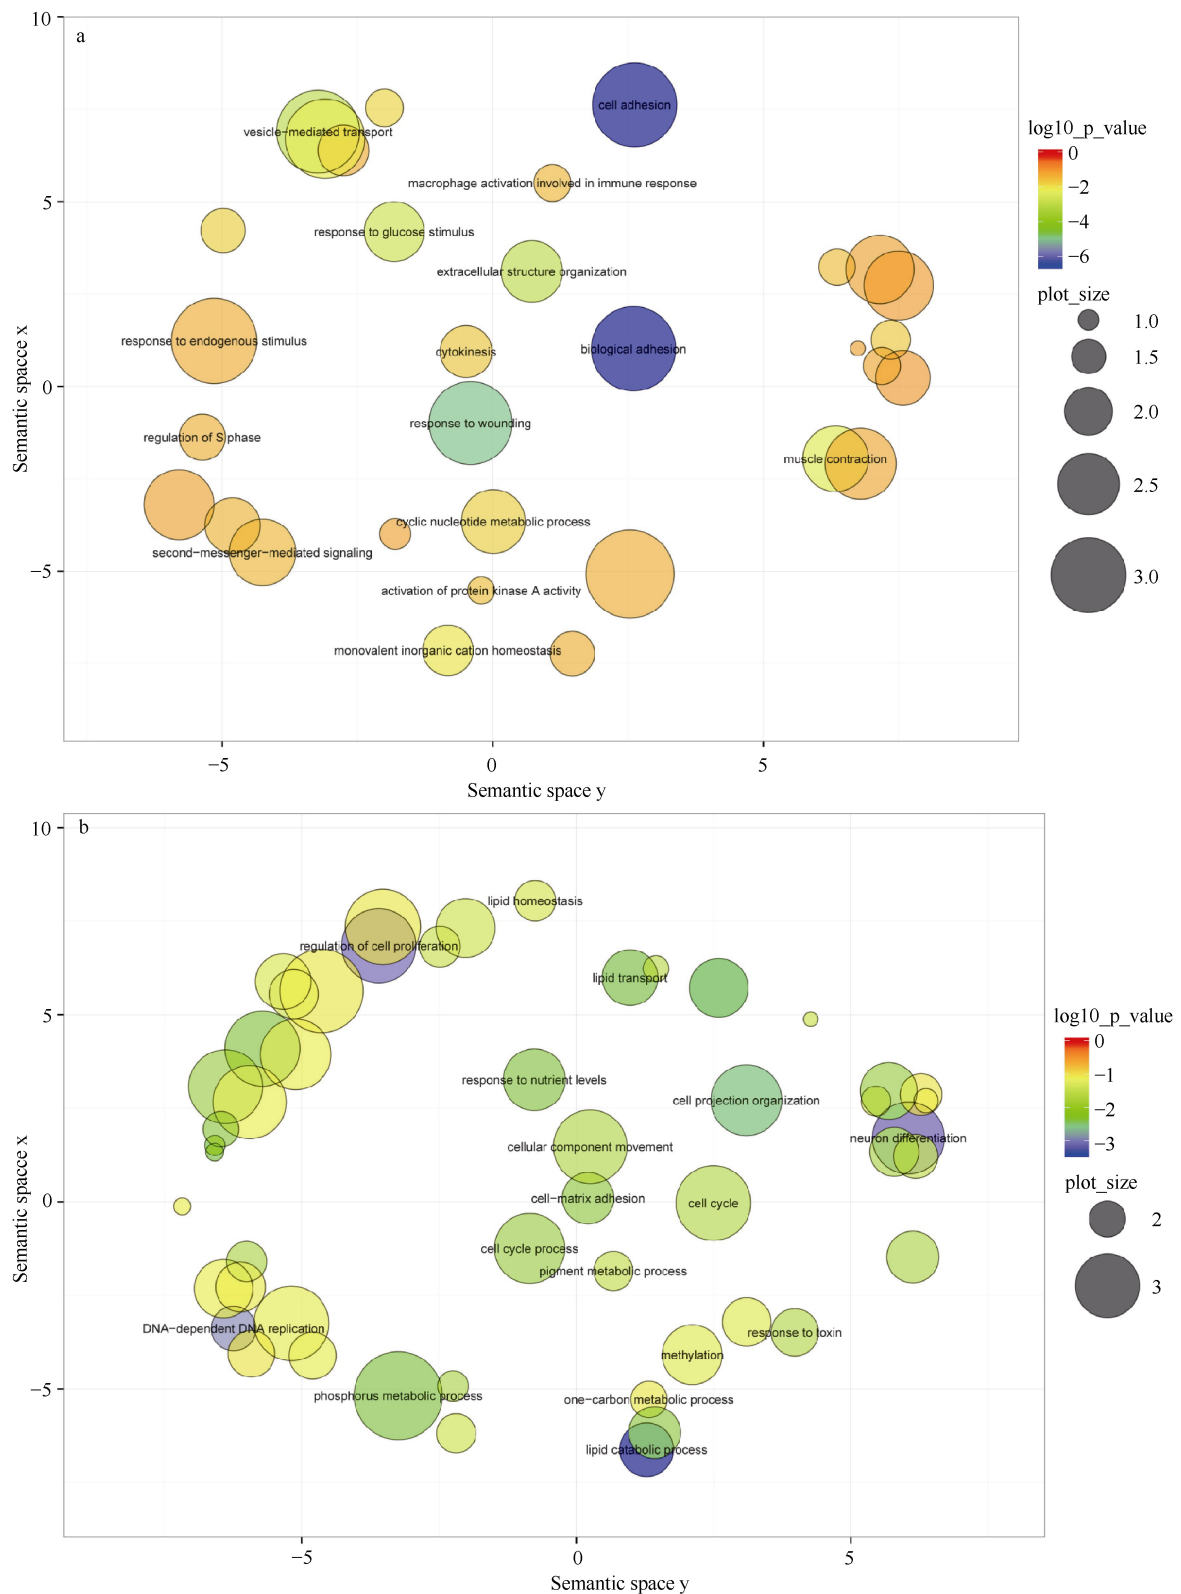 a
10
5
0
−5
Semantic spacce x
cell adhesion
vesicle−mediated transport
macrophage activation involved in immune response
response to glucose stimulus
extracellular structure organization
response to endogenous stimulus
cytokinesis
biological adhesion
response to wounding
regulation of S phase
muscle contraction
cyclic nucleotide metabolic process
second−messenger−mediated signaling
activation of protein kinase A activity
monovalent inorganic cation homeostasis
−5
0
5
Semantic space y
log10_p_value
0
−2
−4
−6
plot_size
1.0
1.5
2.0
2.5
3.0
b
10
5
0
−5
Semantic spacce x
lipid homeostasis
regulation of cell proliferation
lipid transport
response to nutrient levels
cell projection organization
neuron differentiation
cellular component movement
cell−matrix adhesion
cell cycle
cell cycle process
pigment metabolic process
DNA−dependent DNA replication
response to toxin
methylation
phosphorus metabolic process
one−carbon metabolic process
lipid catabolic process
−5
0
5
Semantic space y
log10_p_value
0
−1
−2
−3
plot_size
2
3